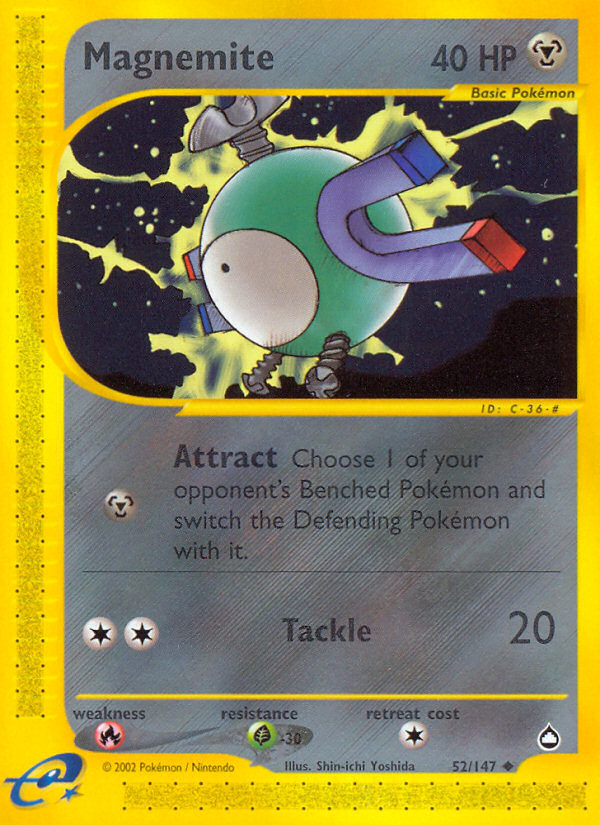 Magnemite 40 HP
Basic Pokémon
ID: C-36-#
Attract Choose 1 of your
opponent's Benched Pokémon and
switch the Defending Pokémon
with it.
Tackle 20
weakness resistance retreat cost
-30
© 2002 Pokémon / Nintendo Illus. Shin-ichi Yoshida 52/147
e